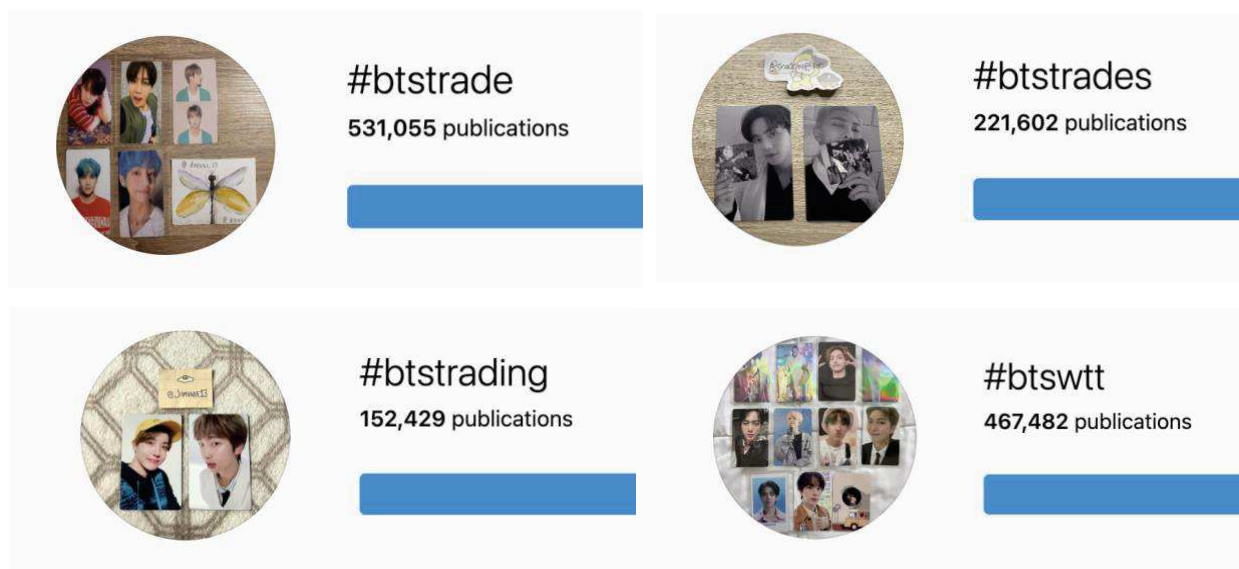 #btstrade
531,055 publications
#btstrades
221,602 publications
#btstrading
152,429 publications
#btswtt
467,482 publications